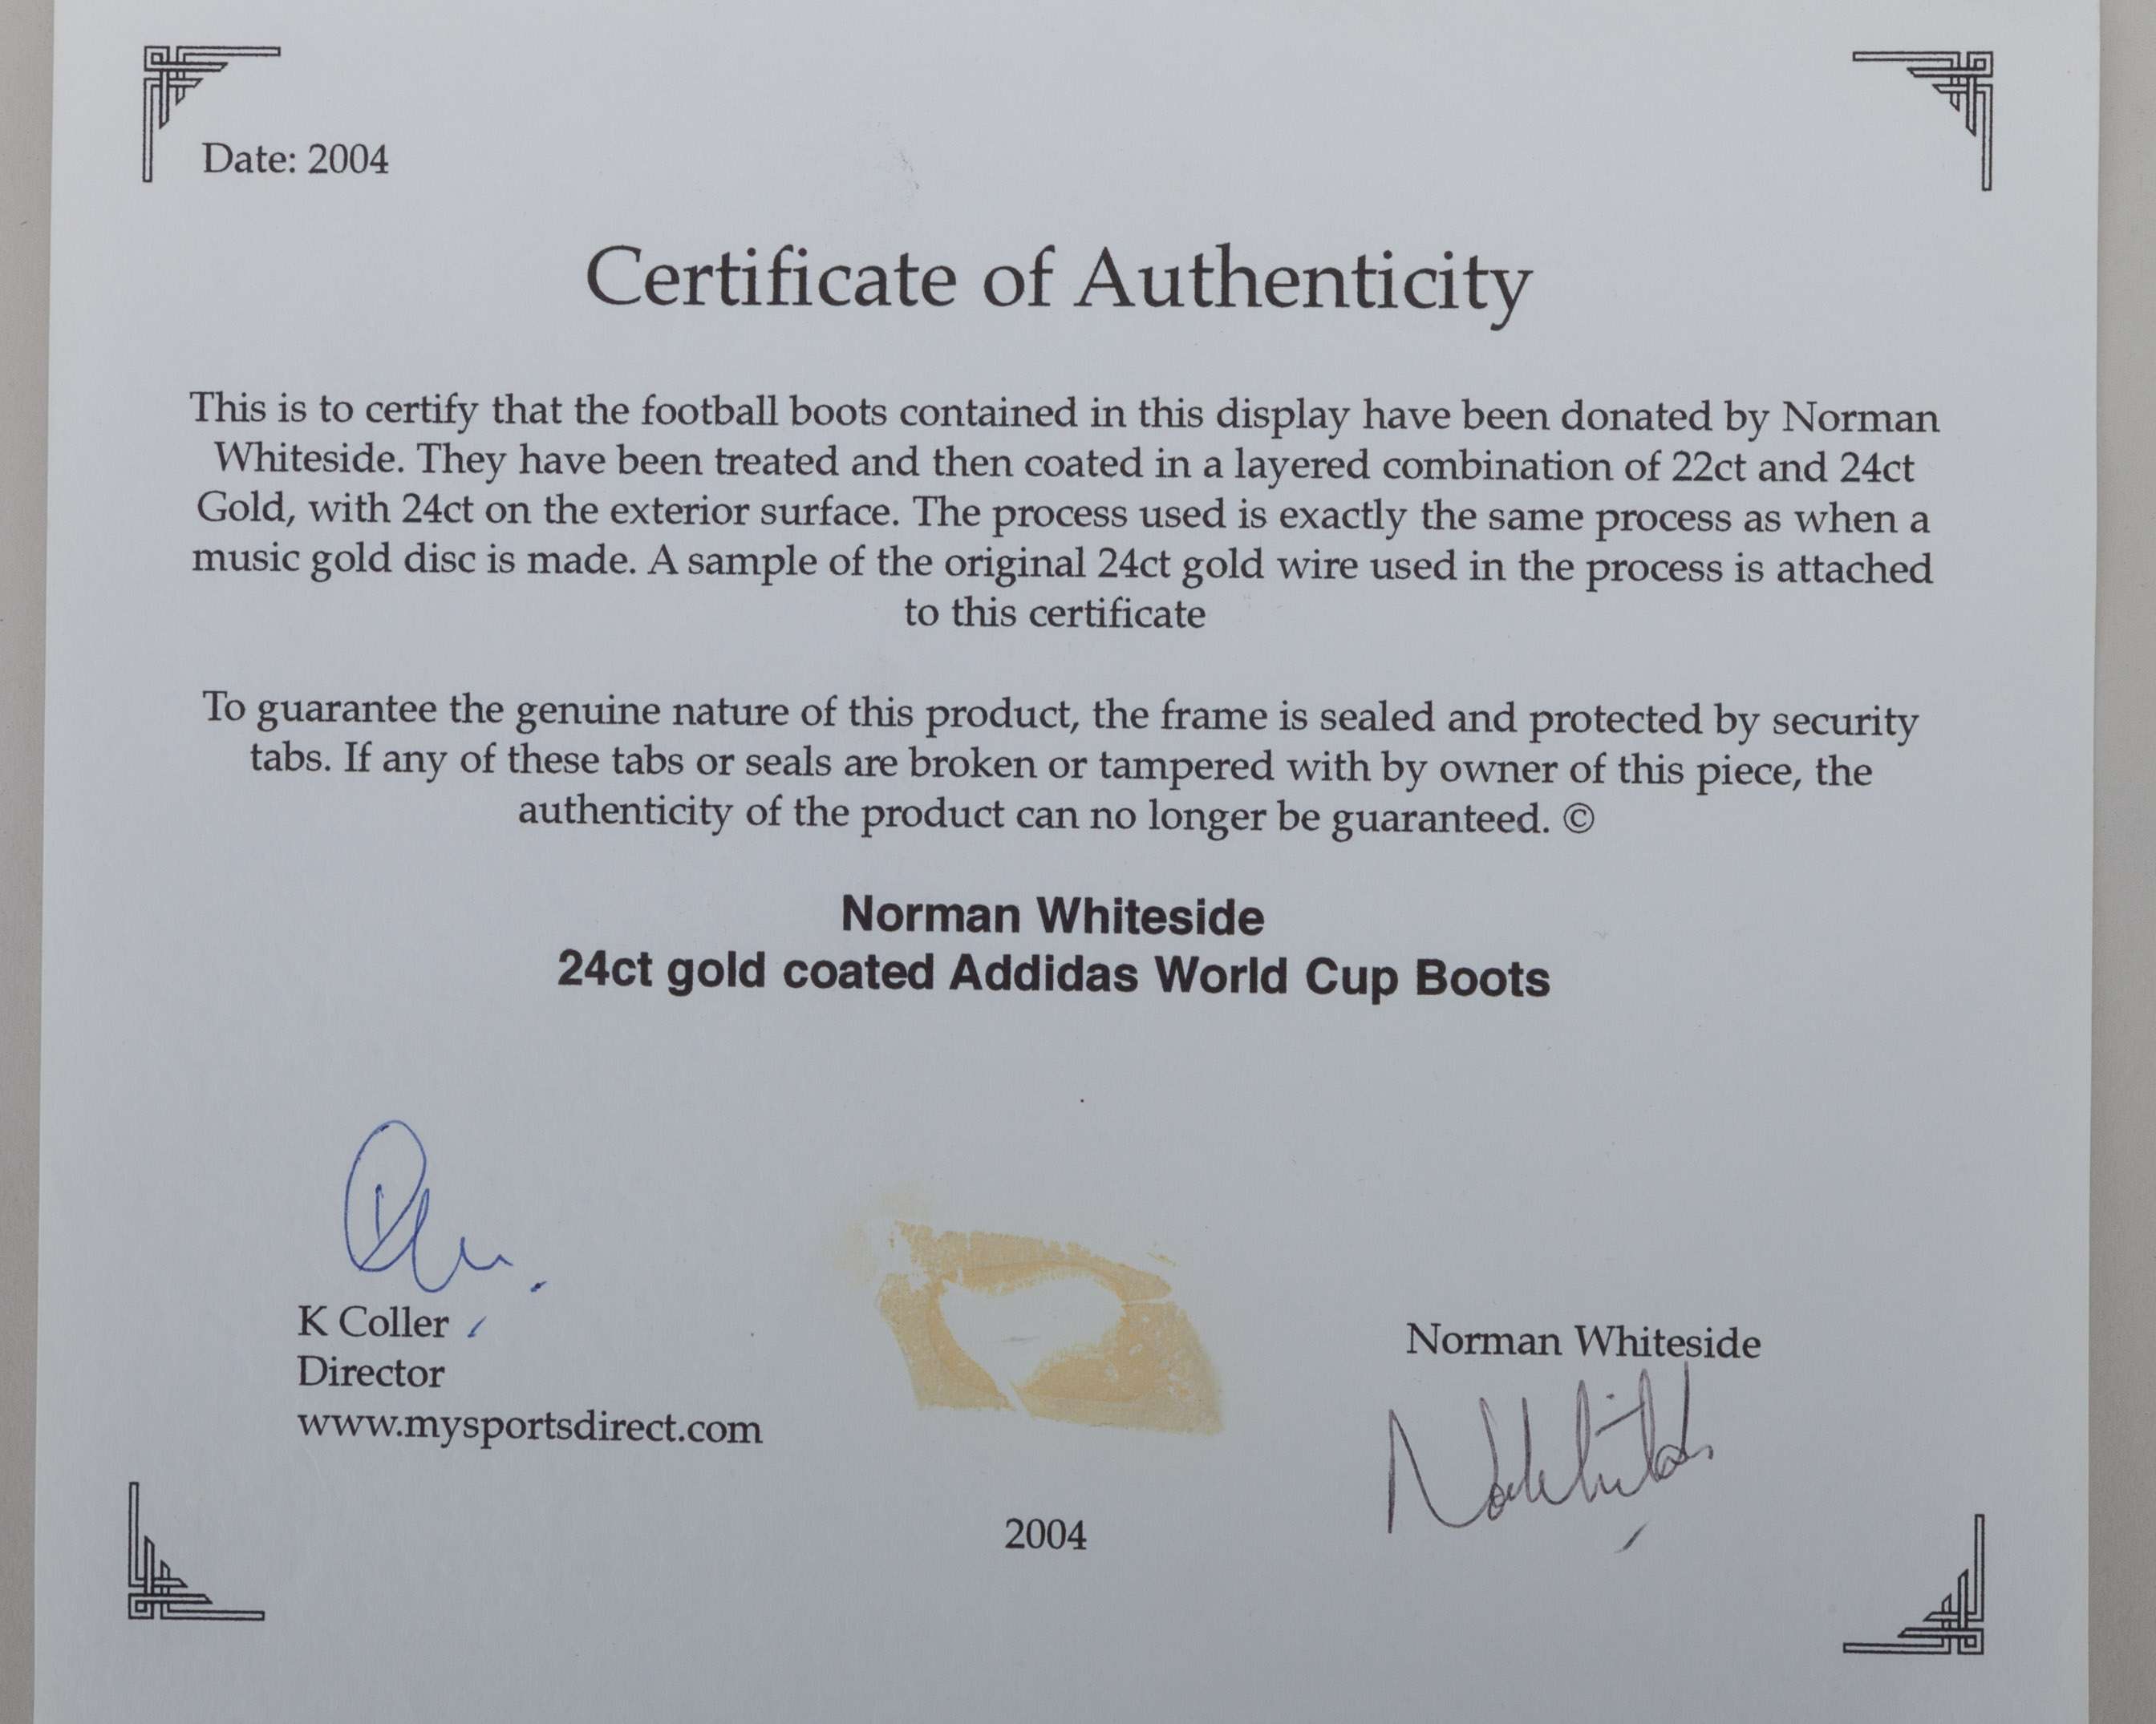 Date: 2004
Certificate of Authenticity
This is to certify that the football boots contained in this display have been donated by Norman
Whiteside. They have been treated and then coated in a layered combination of 22ct and 24ct
Gold, with 24ct on the exterior surface. The process used is exactly the same process as when a
music gold disc is made. A sample of the original 24ct gold wire used in the process is attached
to this certificate
To guarantee the genuine nature of this product, the frame is sealed and protected by security
tabs. If any of these tabs or seals are broken or tampered with by owner of this piece, the
authenticity of the product can no longer be guaranteed. ©
Norman Whiteside
24ct gold coated Addidas World Cup Boots
K Coller
Director
www.mysportsdirect.com
Norman Whiteside
2004